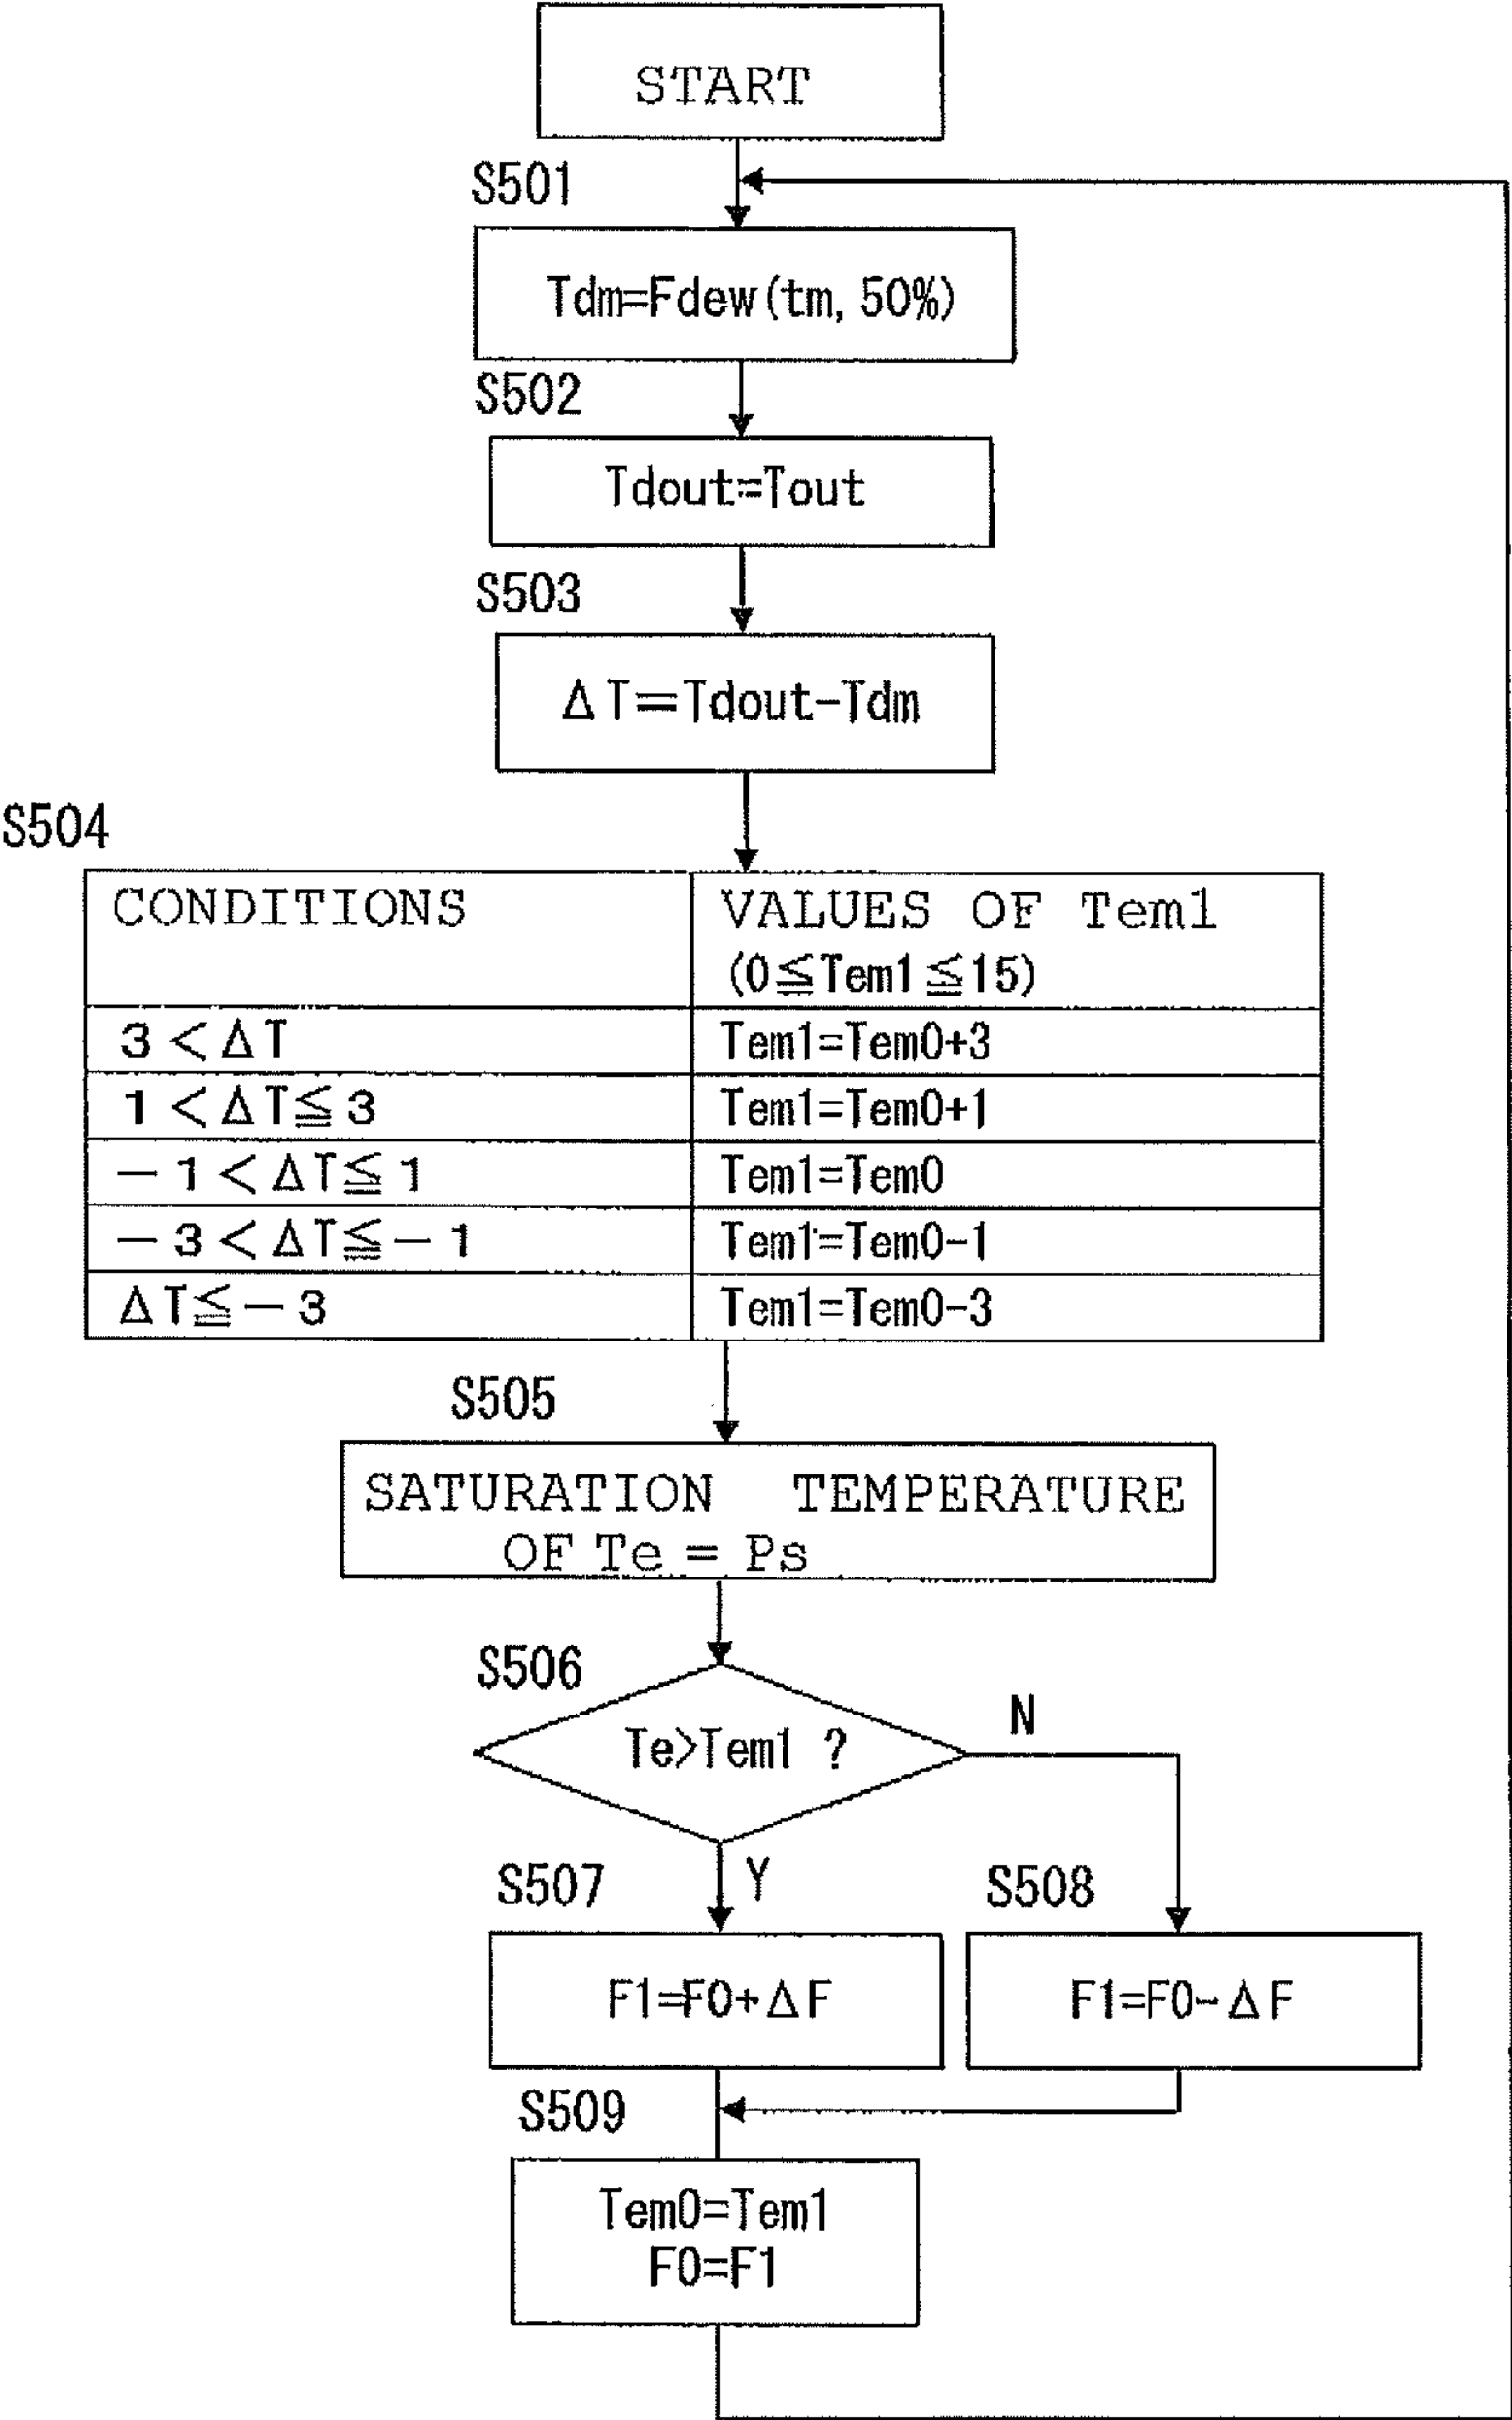 START
S501
Tdm=Fdew(tm, 50%)
S502
Tdout=Tout
S503
ΔT=Tdout-Tdm
S504
CONDITIONS
VALUES OF Tem1
(0≦Tem1≦15)
3<ΔT
Tem1=Tem0+3
1<ΔT≦3
Tem1=Tem0+1
-1<ΔT≦1
Tem1=Tem0
-3<ΔT≦-1
Tem1=Tem0-1
ΔT≦-3
Tem1=Tem0-3
S505
SATURATION TEMPERATURE
OF Te = Ps
S506
Te>Tem1 ?
N
Y
S507
S508
F1=F0+ΔF
F1=F0-ΔF
S509
Tem0=Tem1
F0=F1